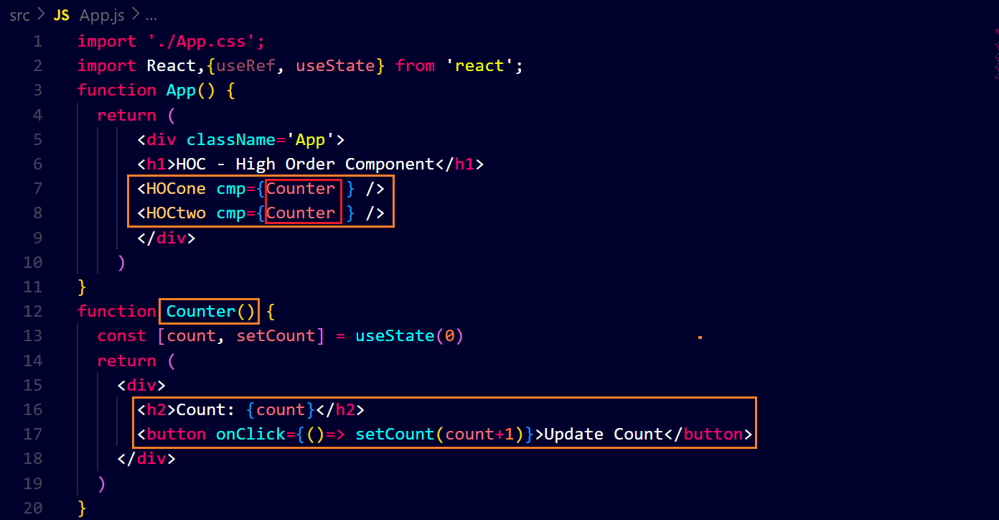 src > JS App.js > ...
1 import './App.css';
2 import React,{useRef, useState} from 'react';
3 function App() {
4 return (
5 <div className='App'>
6 <h1>HOC - High Order Component</h1>
7 <HOCone cmp={Counter } />
8 <HOCtwo cmp={Counter } />
9 </div>
10 )
11 }
12 function Counter() {
13 const [count, setCount] = useState(0)
14 return (
15 <div>
16 <h2>Count: {count}</h2>
17 <button onClick={()=> setCount(count+1)}>Update Count</button>
18 </div>
19 )
20 }